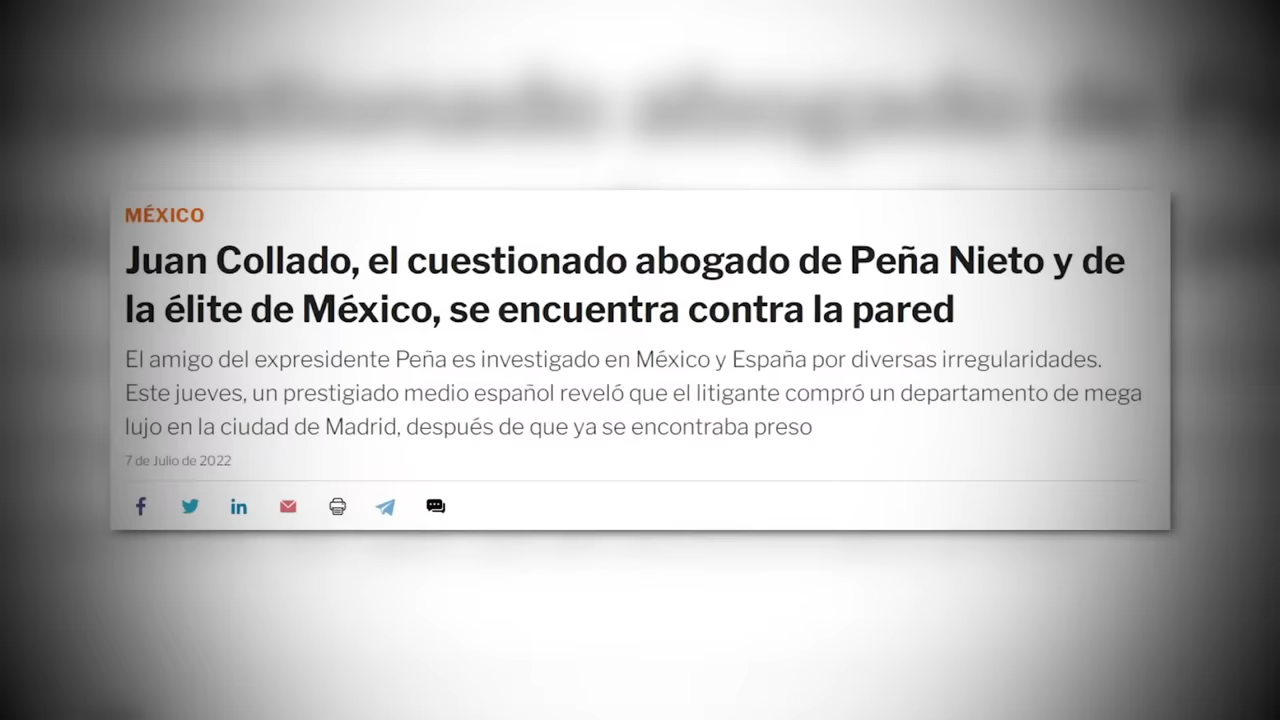 MÉXICO
Juan Collado, el cuestionado abogado de Peña Nieto y de
la élite de México, se encuentra contra la pared
El amigo del expresidente Peña es investigado en México y España por diversas irregularidades.
Este jueves, un prestigiado medio español reveló que el litigante compró un departamento de mega
lujo en la ciudad de Madrid, después de que ya se encontraba preso
7 de Julio de 2022